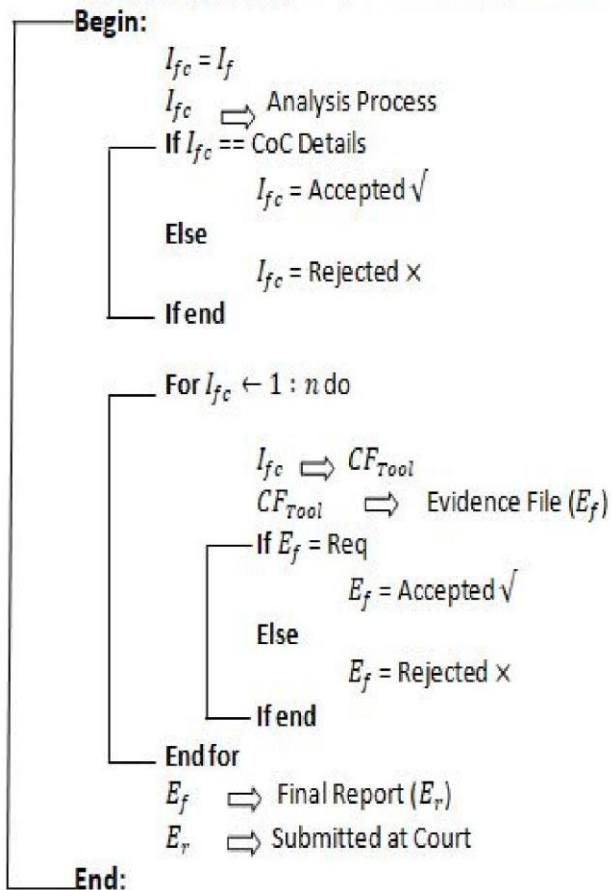 Begin:
I_fc = I_f
I_fc ⇨ Analysis Process
If I_fc == CoC Details
I_fc = Accepted √
Else
I_fc = Rejected ×
If end
For I_fc ← 1 : n do
I_fc ⇨ CF_Tool
CF_Tool ⇨ Evidence File (E_f)
If E_f = Req
E_f = Accepted √
Else
E_f = Rejected ×
If end
End for
E_f ⇨ Final Report (E_r)
E_r ⇨ Submitted at Court
End: